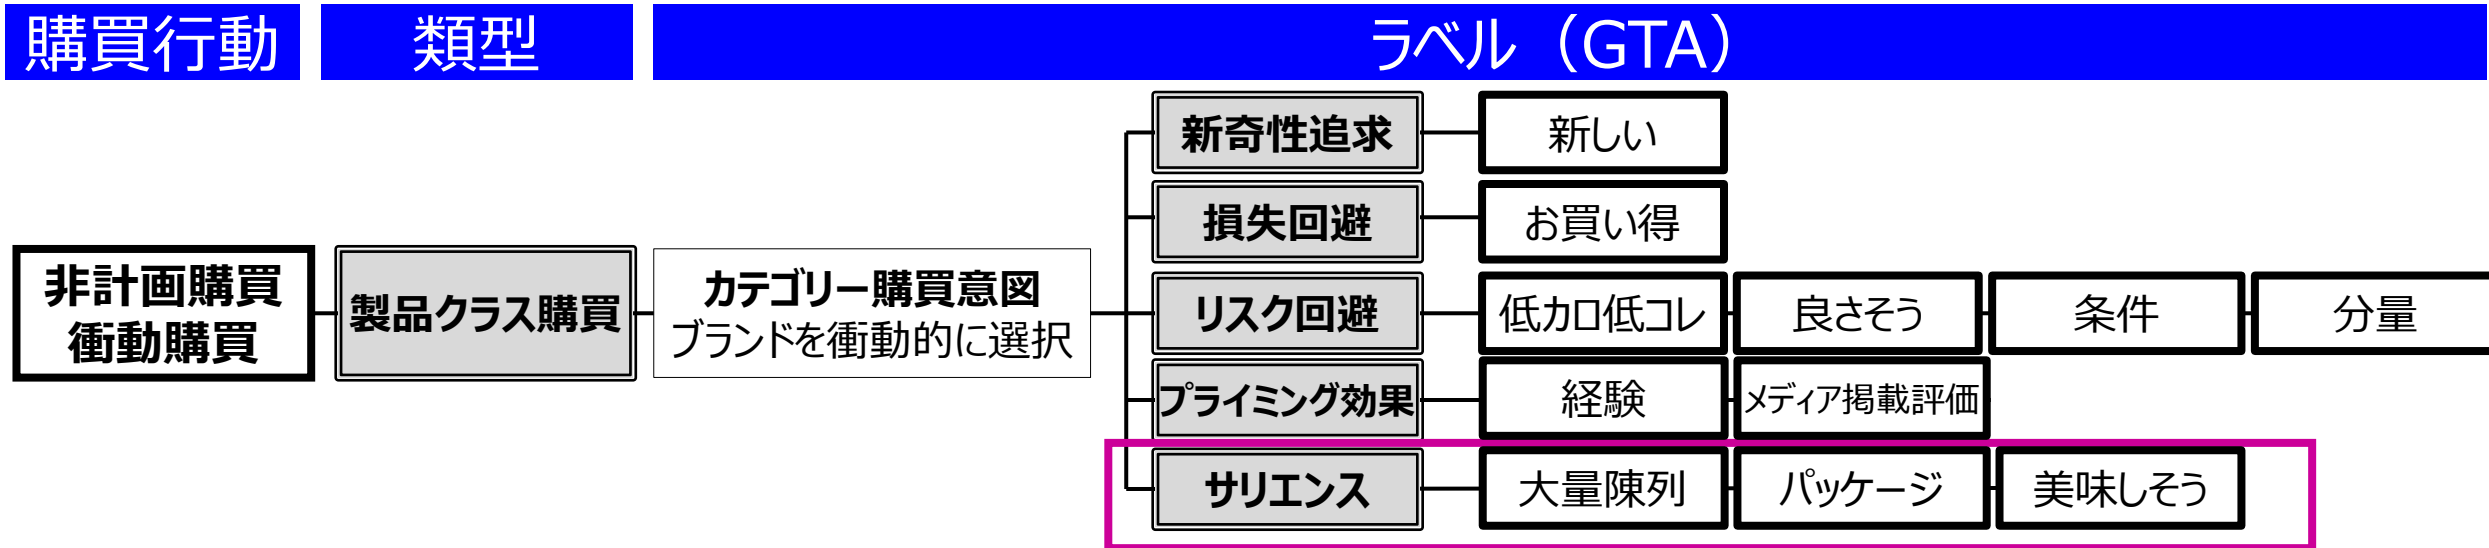 購買行動
類型
ラベル（GTA）
新奇性追求
新しい
損失回避
お買い得
非計画購買
衝動購買
製品クラス購買
カテゴリー購買意図
ブランドを衝動的に選択
リスク回避
低カロ低コレ
良さそう
条件
分量
プライミング効果
経験
メディア掲載評価
サリエンス
大量陳列
パッケージ
美味しそう